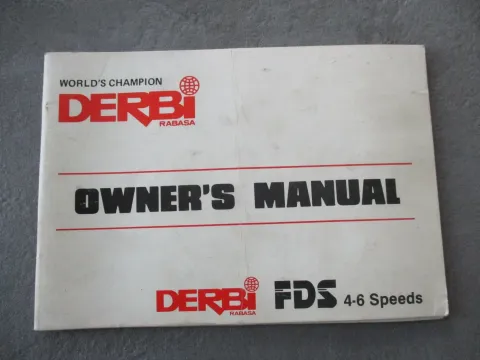 WORLD'S CHAMPION
DERBi
RABASA
OWNER'S MANUAL
DERBi
RABASA
FDS 4-6 Speeds